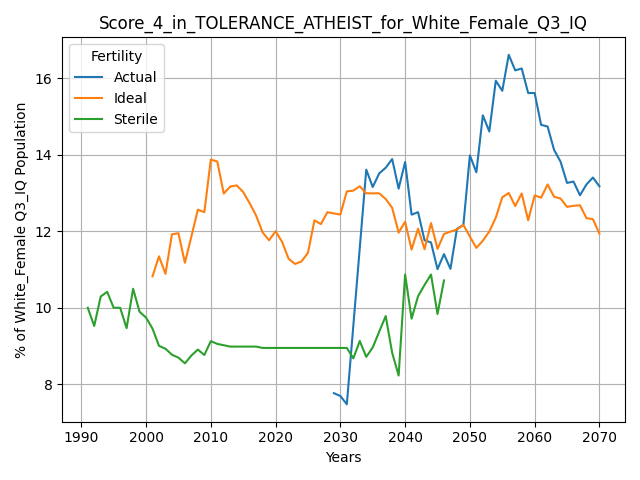 Score_4_in_TOLERANCE_ATHEIST_for_White_Female_Q3_IQ
Fertility
Actual
Ideal
Sterile
% of White_Female Q3_IQ Population
16
14
12
10
8
1990
2000
2010
2020
2030
2040
2050
2060
2070
Years